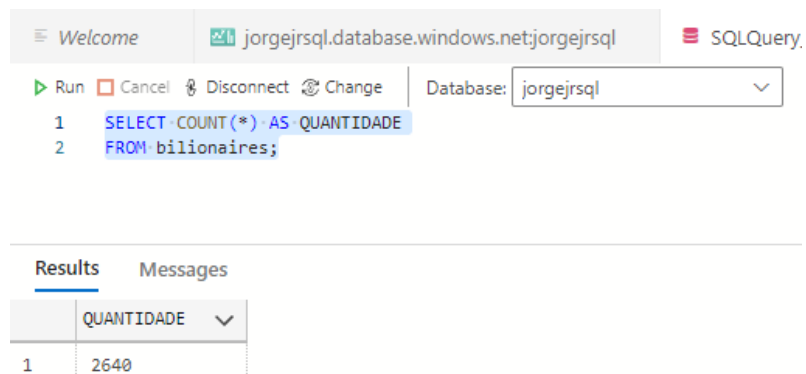 Welcome jorgejrsql.database.windows.net:jorgejrsql SQLQuery_
Run Cancel Disconnect Change Database: jorgejrsql
1 SELECT COUNT(*) AS QUANTIDADE
2 FROM bilionaires;
Results Messages
QUANTIDADE
1 2640